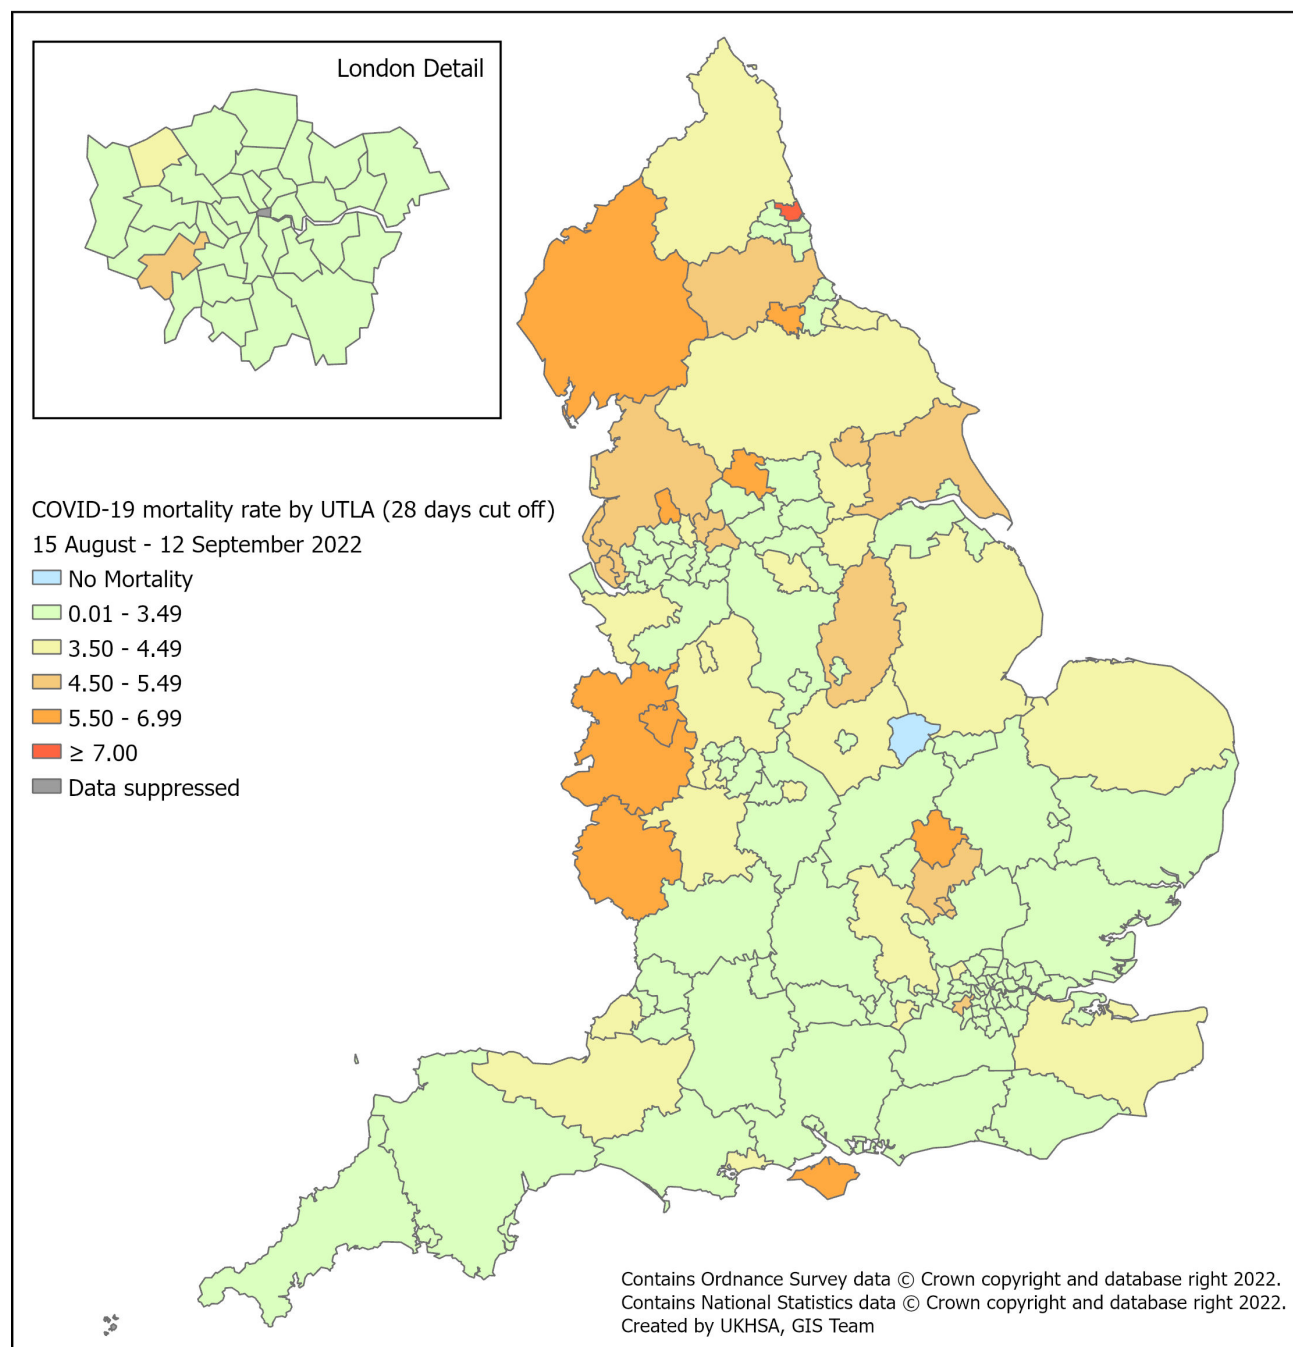 London Detail
COVID-19 mortality rate by UTLA (28 days cut off)
15 August - 12 September 2022
No Mortality
0.01 - 3.49
3.50 - 4.49
4.50 - 5.49
5.50 - 6.99
≥ 7.00
Data suppressed
Contains Ordnance Survey data © Crown copyright and database right 2022.
Contains National Statistics data © Crown copyright and database right 2022.
Created by UKHSA, GIS Team